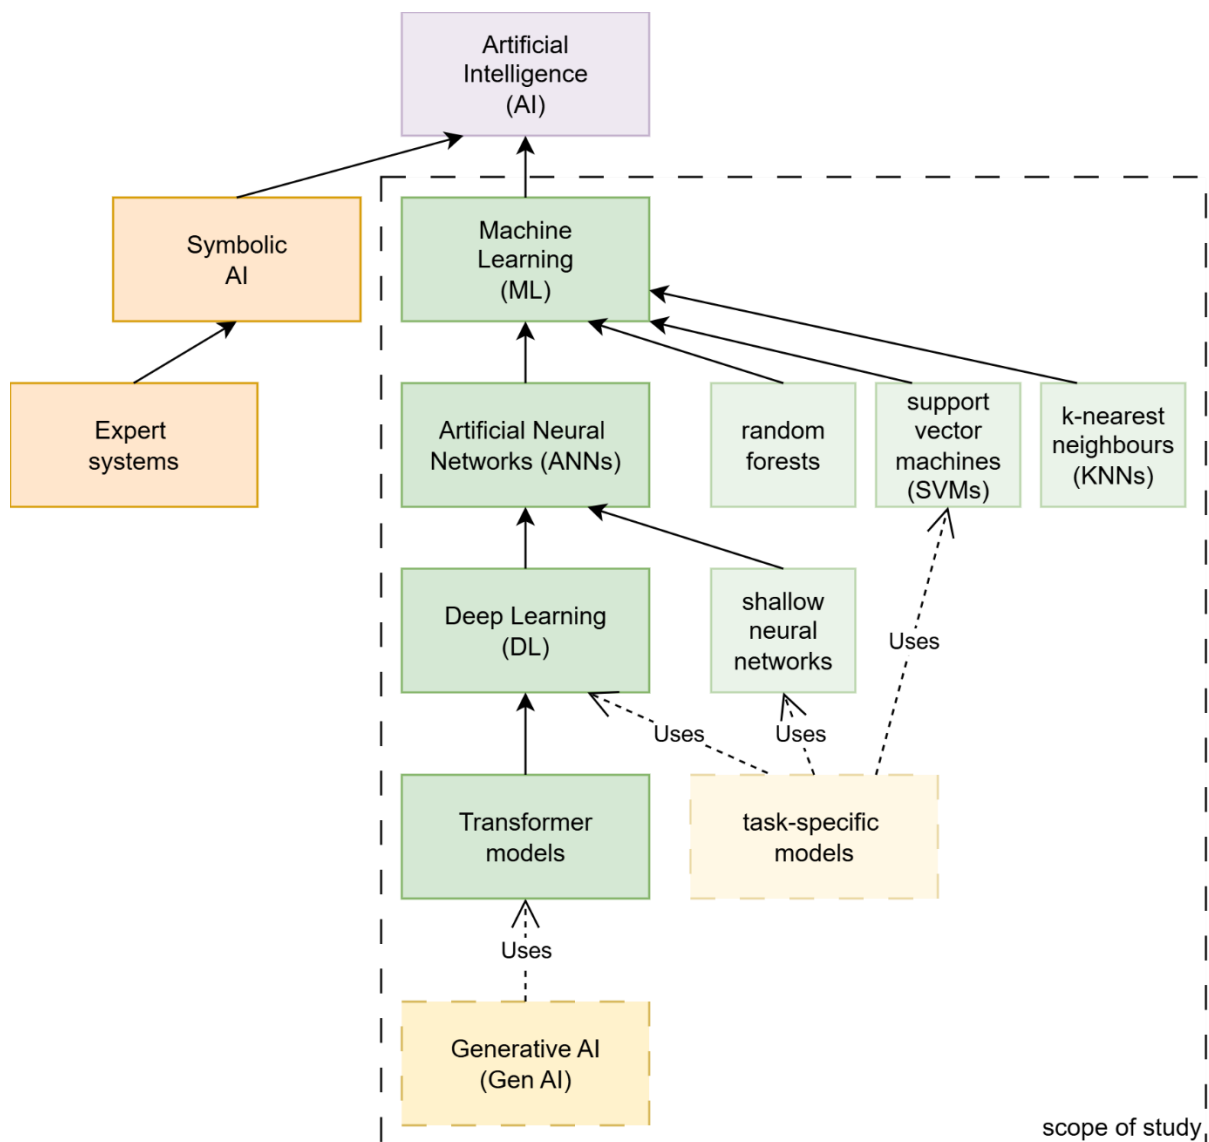 Artificial
Intelligence
(AI)
Symbolic
AI
Machine
Learning
(ML)
Expert
systems
Artificial Neural
Networks (ANNs)
random
forests
support
vector
machines
(SVMs)
k-nearest
neighbours
(KNNs)
Deep Learning
(DL)
shallow
neural
networks
Uses
Uses
Uses
Transformer
models
task-specific
models
Uses
Generative AI
(Gen AI)
scope of study